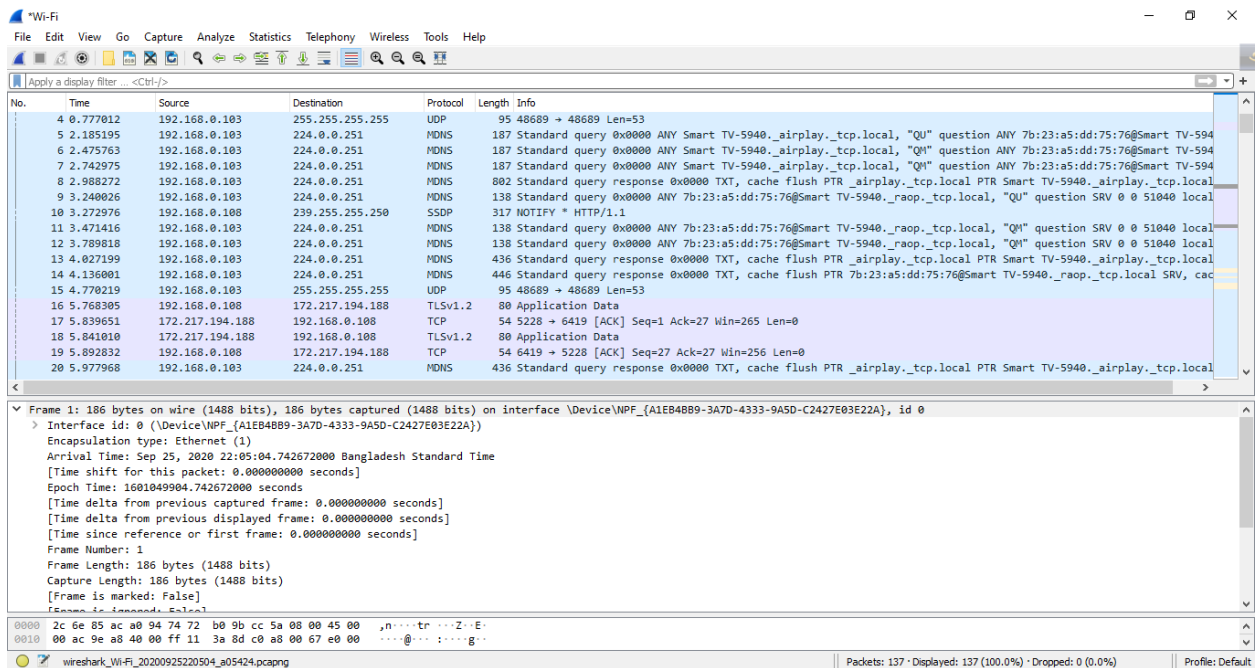 *Wi-Fi
File Edit View Go Capture Analyze Statistics Telephony Wireless Tools Help
Apply a display filter ... <Ctrl-/>
No. Time Source Destination Protocol Length Info
4 0.777012 192.168.0.103 255.255.255.255 UDP 95 48689 → 48689 Len=53
5 2.185195 192.168.0.103 224.0.0.251 MDNS 187 Standard query 0x0000 ANY Smart TV-5940._airplay._tcp.local, "QU" question ANY 7b:23:a5:dd:75:76@Smart TV-594
6 2.475763 192.168.0.103 224.0.0.251 MDNS 187 Standard query 0x0000 ANY Smart TV-5940._airplay._tcp.local, "QM" question ANY 7b:23:a5:dd:75:76@Smart TV-594
7 2.742975 192.168.0.103 224.0.0.251 MDNS 187 Standard query 0x0000 ANY Smart TV-5940._airplay._tcp.local, "QM" question ANY 7b:23:a5:dd:75:76@Smart TV-594
8 2.988272 192.168.0.103 224.0.0.251 MDNS 802 Standard query response 0x0000 TXT, cache flush PTR _airplay._tcp.local PTR Smart TV-5940._airplay._tcp.local
9 3.240026 192.168.0.103 224.0.0.251 MDNS 138 Standard query 0x0000 ANY 7b:23:a5:dd:75:76@Smart TV-5940._raop._tcp.local, "QU" question SRV 0 0 51040 local
10 3.272976 192.168.0.108 239.255.255.250 SSDP 317 NOTIFY * HTTP/1.1
11 3.471416 192.168.0.103 224.0.0.251 MDNS 138 Standard query 0x0000 ANY 7b:23:a5:dd:75:76@Smart TV-5940._raop._tcp.local, "QM" question SRV 0 0 51040 local
12 3.789818 192.168.0.103 224.0.0.251 MDNS 138 Standard query 0x0000 ANY 7b:23:a5:dd:75:76@Smart TV-5940._raop._tcp.local, "QM" question SRV 0 0 51040 local
13 4.027199 192.168.0.103 224.0.0.251 MDNS 436 Standard query response 0x0000 TXT, cache flush PTR _airplay._tcp.local PTR Smart TV-5940._airplay._tcp.local
14 4.136001 192.168.0.103 224.0.0.251 MDNS 446 Standard query response 0x0000 TXT, cache flush PTR 7b:23:a5:dd:75:76@Smart TV-5940._raop._tcp.local SRV, cac
15 4.770219 192.168.0.103 255.255.255.255 UDP 95 48689 → 48689 Len=53
16 5.768305 192.168.0.108 172.217.194.188 TLSv1.2 80 Application Data
17 5.839651 172.217.194.188 192.168.0.108 TCP 54 5228 → 6419 [ACK] Seq=1 Ack=27 Win=265 Len=0
18 5.841010 172.217.194.188 192.168.0.108 TLSv1.2 80 Application Data
19 5.892832 192.168.0.108 172.217.194.188 TCP 54 6419 → 5228 [ACK] Seq=27 Ack=27 Win=256 Len=0
20 5.977968 192.168.0.103 224.0.0.251 MDNS 436 Standard query response 0x0000 TXT, cache flush PTR _airplay._tcp.local PTR Smart TV-5940._airplay._tcp.local
Frame 1: 186 bytes on wire (1488 bits), 186 bytes captured (1488 bits) on interface \Device\NPF_{A1EB4BB9-3A7D-4333-9A5D-C2427E03E22A}, id 0
Interface id: 0 (\Device\NPF_{A1EB4BB9-3A7D-4333-9A5D-C2427E03E22A})
Encapsulation type: Ethernet (1)
Arrival Time: Sep 25, 2020 22:05:04.742672000 Bangladesh Standard Time
[Time shift for this packet: 0.000000000 seconds]
Epoch Time: 1601049904.742672000 seconds
[Time delta from previous captured frame: 0.000000000 seconds]
[Time delta from previous displayed frame: 0.000000000 seconds]
[Time since reference or first frame: 0.000000000 seconds]
Frame Number: 1
Frame Length: 186 bytes (1488 bits)
Capture Length: 186 bytes (1488 bits)
[Frame is marked: False]
[Frame is ignored: False]
0000 2c 6e 85 ac a0 94 74 72 b0 9b cc 5a 08 00 45 00 ,n····tr ···Z··E·
0010 00 ac 9e a8 40 00 ff 11 3a 8d c0 a8 00 67 e0 00 ····@··· :····g··
wireshark_Wi-Fi_20200925220504_a05424.pcapng Packets: 137 · Displayed: 137 (100.0%) · Dropped: 0 (0.0%) Profile: Default